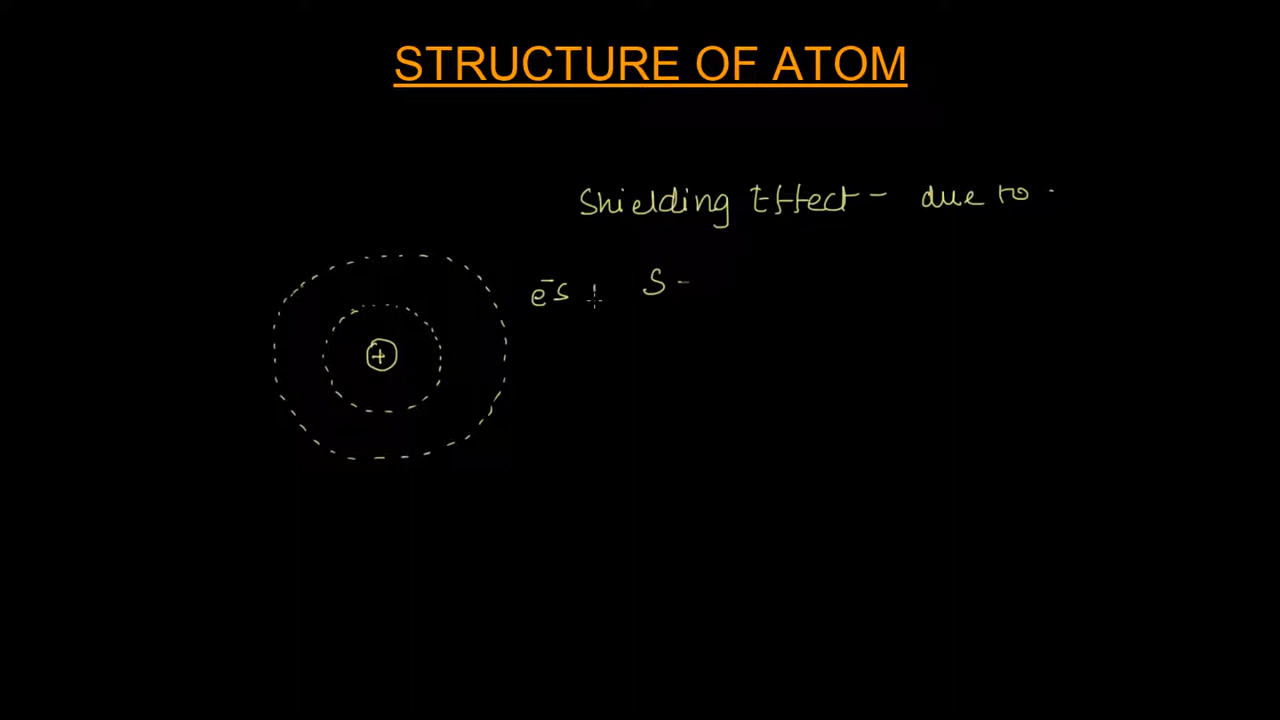 STRUCTURE OF ATOM
Shielding Effect - due to -
e⁻s S -
+